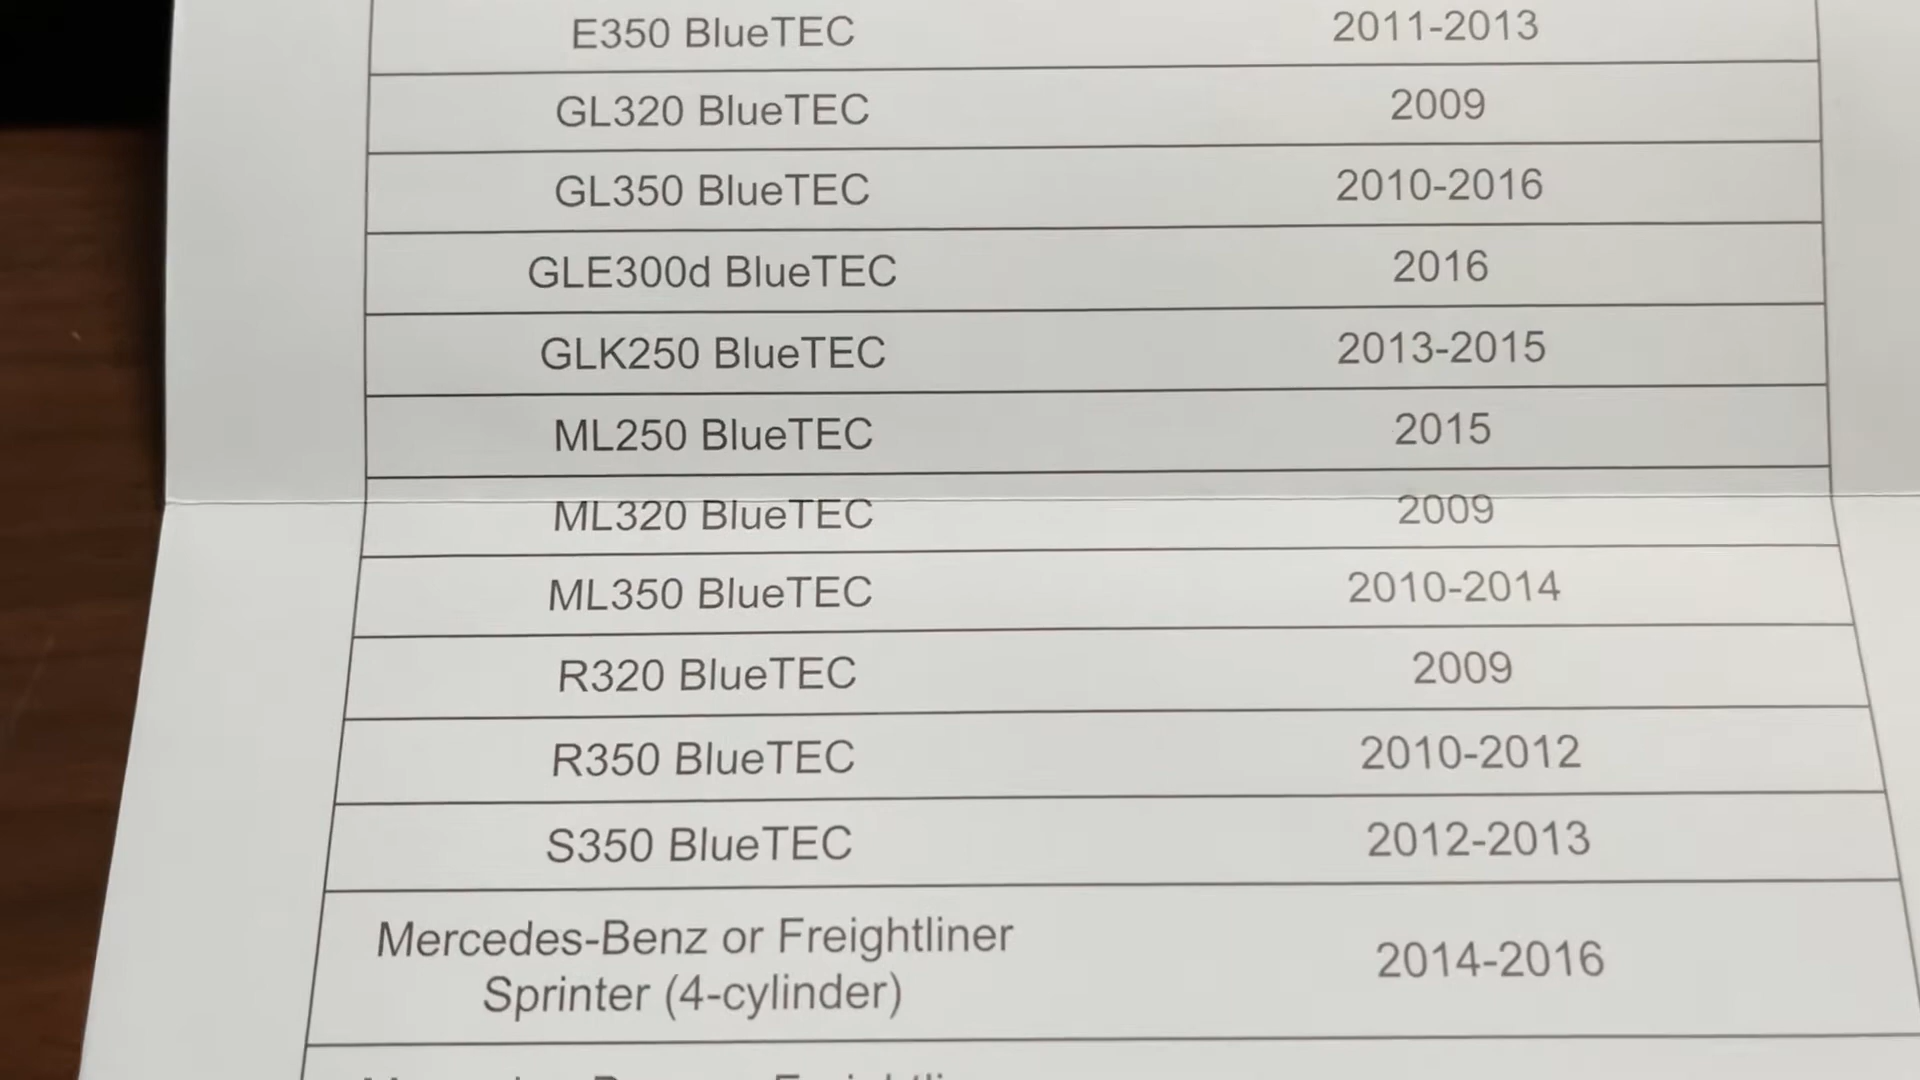 E350 BlueTEC 2011-2013
GL320 BlueTEC 2009
GL350 BlueTEC 2010-2016
GLE300d BlueTEC 2016
GLK250 BlueTEC 2013-2015
ML250 BlueTEC 2015
ML320 BlueTEC 2009
ML350 BlueTEC 2010-2014
R320 BlueTEC 2009
R350 BlueTEC 2010-2012
S350 BlueTEC 2012-2013
Mercedes-Benz or Freightliner
Sprinter (4-cylinder) 2014-2016